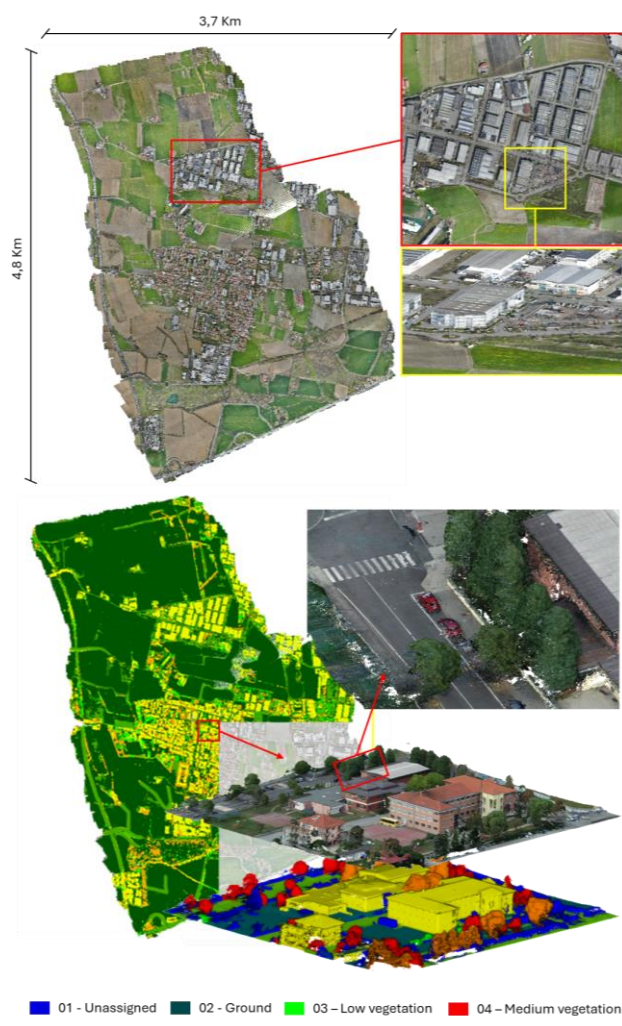 3,7 Km
4,8 Km
01 - Unassigned
02 - Ground
03 – Low vegetation
04 – Medium vegetation